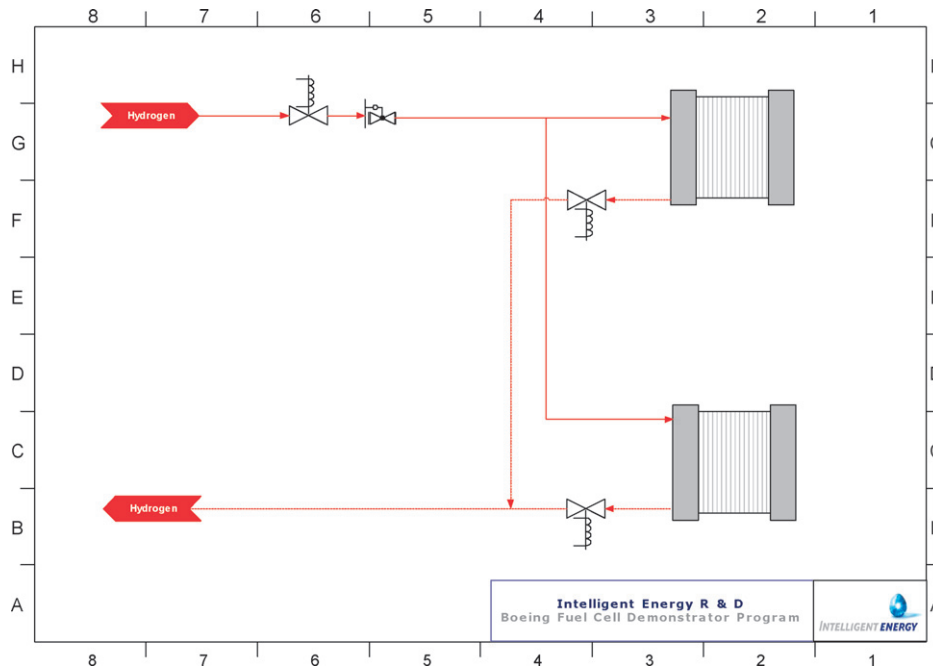 8 7 6 5 4 3 2 1
H
Hydrogen
G
F
E
D
C
Hydrogen
B
Intelligent Energy R & D
A
Boeing Fuel Cell Demonstrator Program
INTELLIGENT ENERGY
8 7 6 5 4 3 2 1